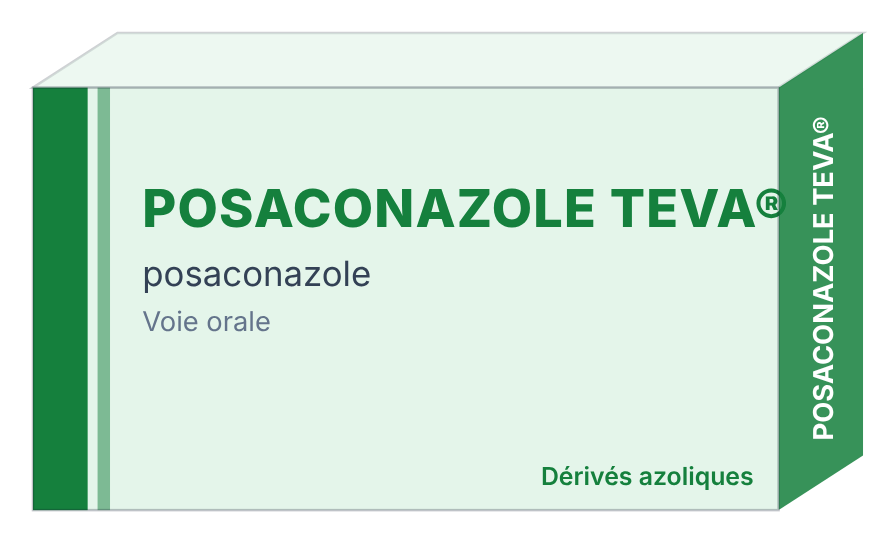 POSACONAZOLE TEVA®
posaconazole
Voie orale
Dérivés azoliques
POSACONAZOLE TEVA®